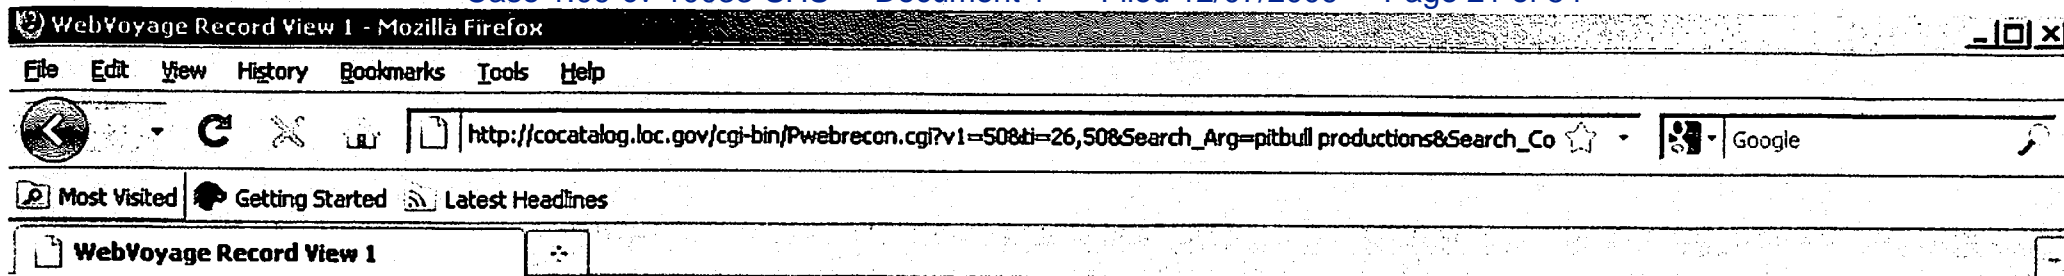 WebVoyage Record View 1 - Mozilla Firefox
File Edit View History Bookmarks Tools Help
http://cocatalog.loc.gov/cgi-bin/Pwebrecon.cgi?v1=50&ti=26,50&Search_Arg=pitbull productions&Search_Co Google
Most Visited Getting Started Latest Headlines
WebVoyage Record View 1